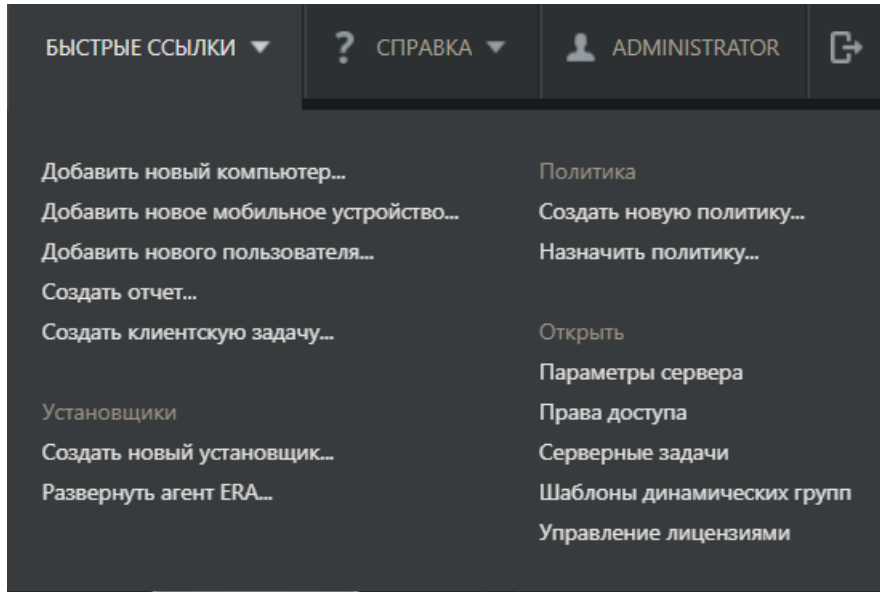 БЫСТРЫЕ ССЫЛКИ
? СПРАВКА
ADMINISTRATOR
Добавить новый компьютер...
Добавить новое мобильное устройство...
Добавить нового пользователя...
Создать отчет...
Создать клиентскую задачу...
Установщики
Создать новый установщик...
Развернуть агент ERA...
Политика
Создать новую политику...
Назначить политику...
Открыть
Параметры сервера
Права доступа
Серверные задачи
Шаблоны динамических групп
Управление лицензиями